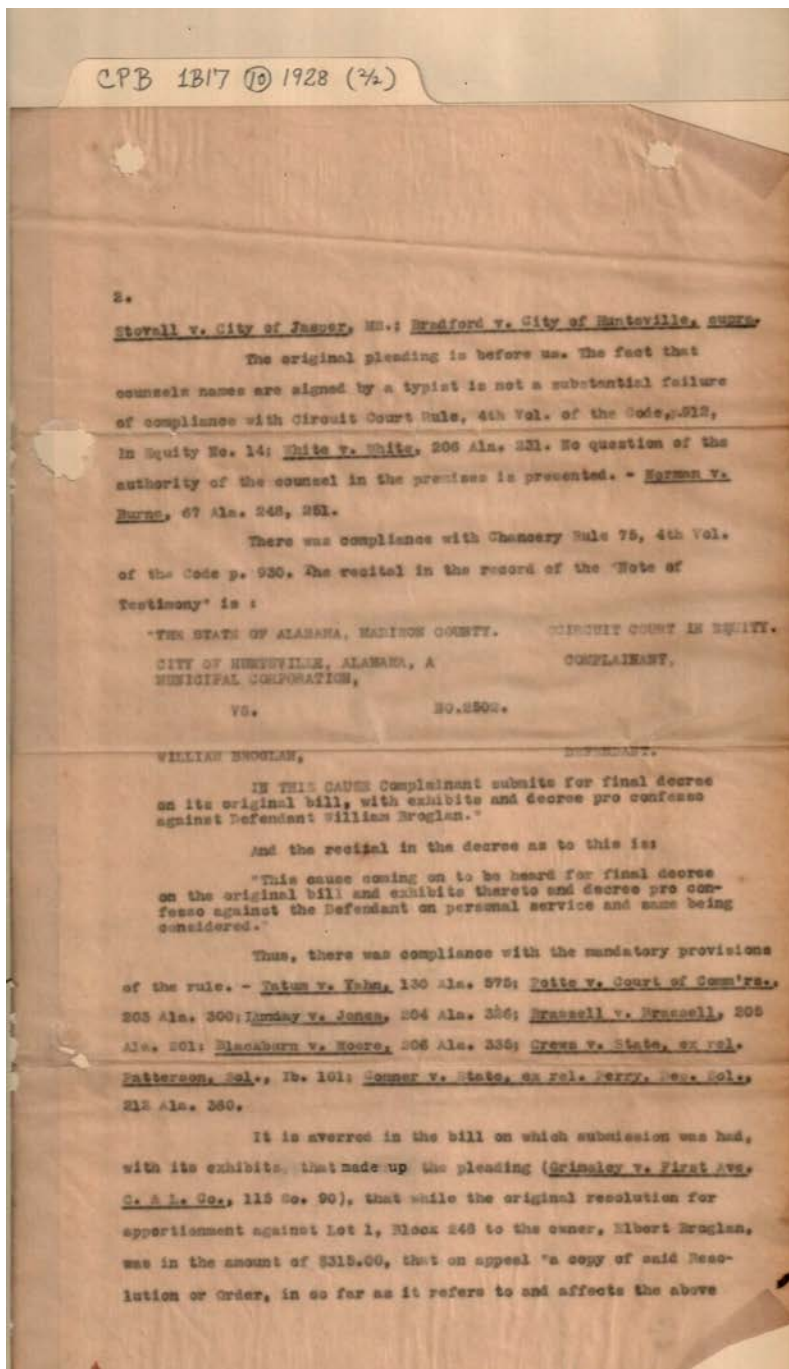 CPB 1B17 ⑩ 1928 (2/2)
2.
Stovall v. City of Jasper, MS.; Bradford v. City of Huntsville, supra.
The original pleading is before us. The fact that
counsels names are signed by a typist is not a substantial failure
of compliance with Circuit Court Rule, 4th Vol. of the Code,p.912,
In Equity No. 14; White v. White, 206 Ala. 231. No question of the
authority of the counsel in the premises is presented. - Norman v.
Burns, 67 Ala. 248, 251.
There was compliance with Chancery Rule 75, 4th Vol.
of the Code p. 930. The recital in the record of the "Note of
Testimony" is :
"THE STATE OF ALABAMA, MADISON COUNTY. CCIRCUIT COURT IN EQUITY.
CITY OF HUNTSVILLE, ALABAMA, A COMPLAINANT,
MUNICIPAL CORPORATION,
VS. NO.2502.
WILLIAM BROGLAN, DEFENDANT.
IN THIS CAUSE Complainant submits for final decree
on its original bill, with exhibits and decree pro confesso
against Defendant William Broglan."
And the recital in the decree as to this is:
"This cause coming on to be heard for final decree
on the original bill and exhibits thereto and decree pro con-
fesso against the Defendant on personal service and same being
considered."
Thus, there was compliance with the mandatory provisions
of the rule. - Tatum v. Yahn, 130 Ala. 575; Potts v. Court of Comm'rs.,
203 Ala. 300; Lunday v. Jones, 204 Ala. 326; Brassell v. Brassell, 205
Ala. 201; Blackburn v. Moore, 206 Ala. 335; Crews v. State, ex rel.
Patterson, Sol., Ib. 101; Conner v. State, ex rel. Perry, Dep. Sol.,
212 Ala. 360.
It is averred in the bill on which submission was had,
with its exhibits, that made up the pleading (Grimsley v. First Ave.
C. & L. Co., 115 So. 90), that while the original resolution for
apportionment against Lot 1, Block 246 to the owner, Elbert Broglan,
was in the amount of $315.00, that on appeal "a copy of said Reso-
lution or Order, in so far as it refers to and affects the above